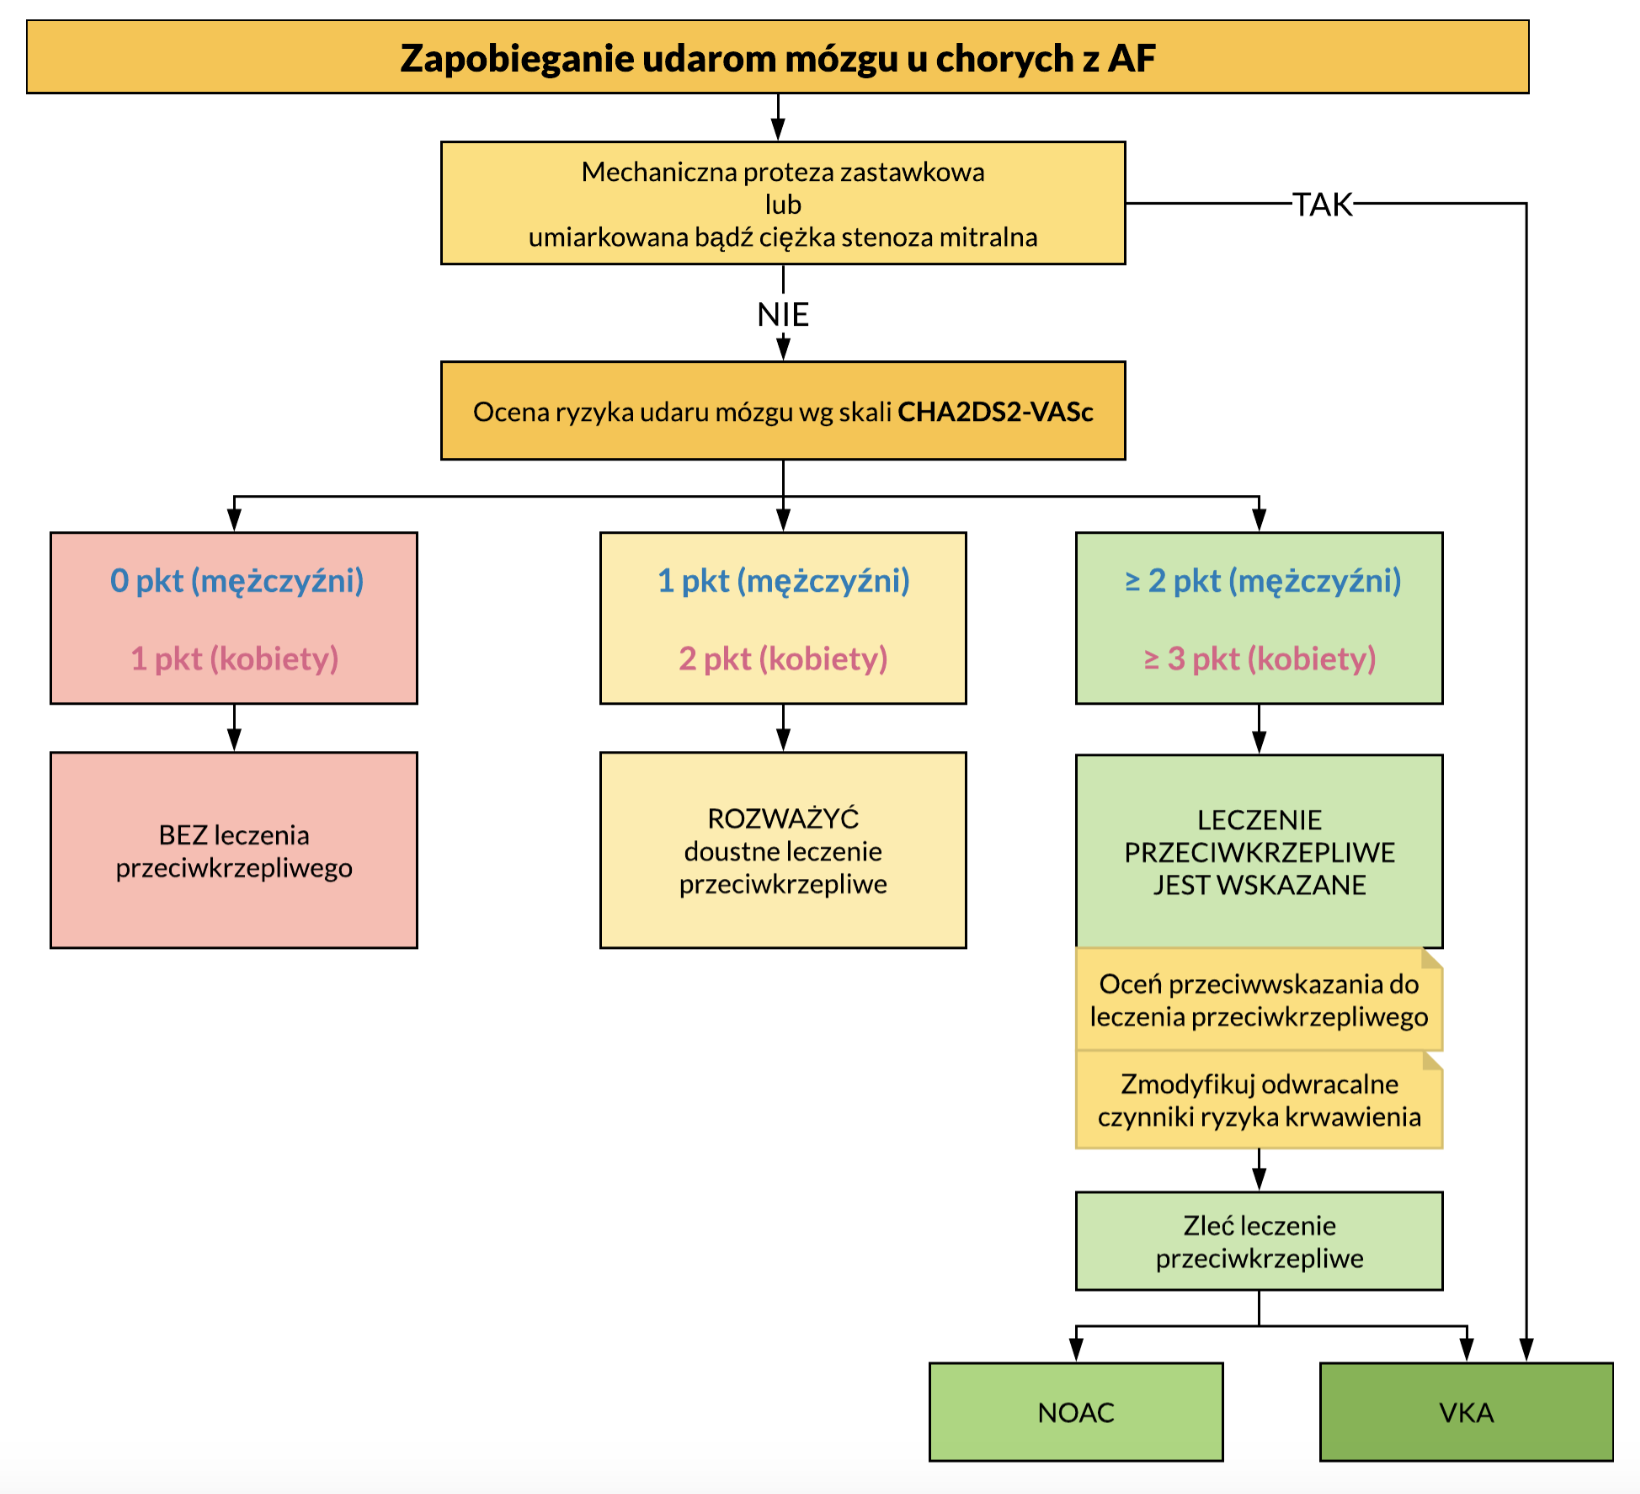 Zapobieganie udarom mózgu u chorych z AF
Mechaniczna proteza zastawkowa
lub
umiarkowana bądź ciężka stenoza mitralna
TAK
NIE
Ocena ryzyka udaru mózgu wg skali CHA2DS2-VASc
0 pkt (mężczyźni)
1 pkt (kobiety)
1 pkt (mężczyźni)
2 pkt (kobiety)
≥ 2 pkt (mężczyźni)
≥ 3 pkt (kobiety)
BEZ leczenia
przeciwkrzepliwego
ROZWAŻYĆ
doustne leczenie
przeciwkrzepliwe
LECZENIE
PRZECIWKRZEPLIWE
JEST WSKAZANE
Oceń przeciwwskazania do
leczenia przeciwkrzepliwego
Zmodyfikuj odwracalne
czynniki ryzyka krwawienia
Zleć leczenie
przeciwkrzepliwe
NOAC
VKA